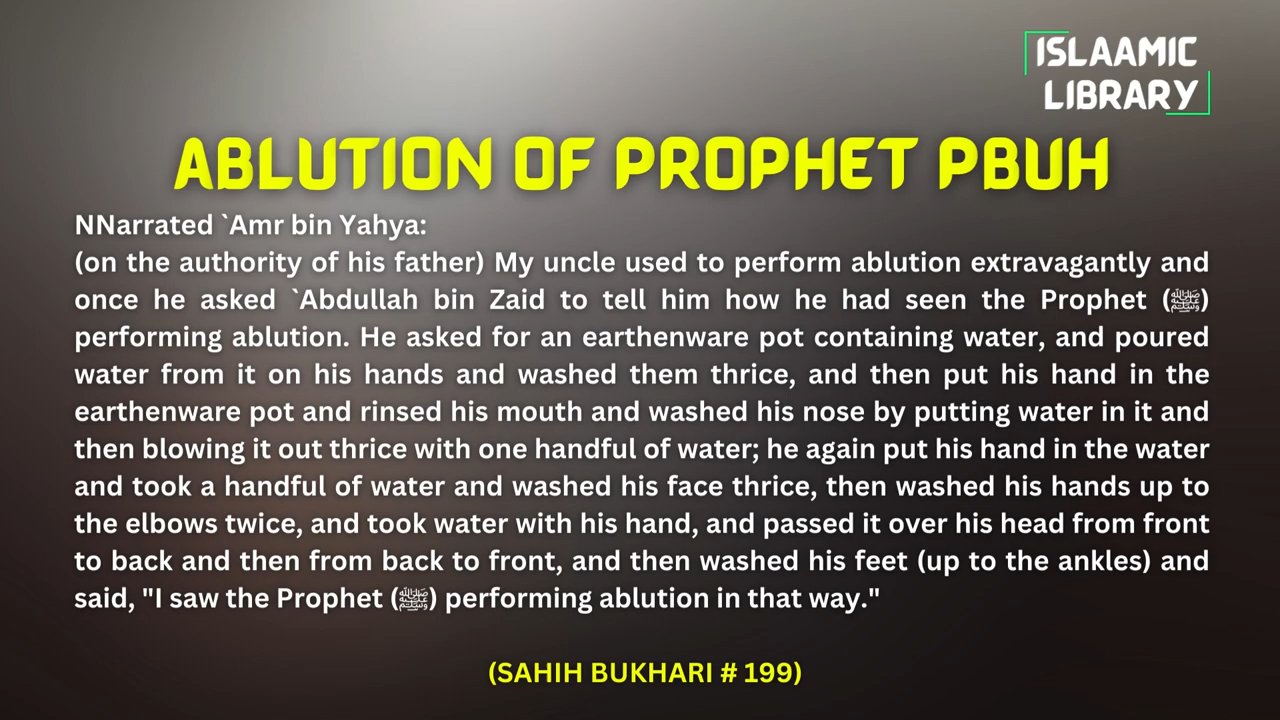 ISLAAMIC
LIBRARY
ABLUTION OF PROPHET PBUH
NNarrated `Amr bin Yahya:
(on the authority of his father) My uncle used to perform ablution extravagantly and
once he asked `Abdullah bin Zaid to tell him how he had seen the Prophet (ﷺ)
performing ablution. He asked for an earthenware pot containing water, and poured
water from it on his hands and washed them thrice, and then put his hand in the
earthenware pot and rinsed his mouth and washed his nose by putting water in it and
then blowing it out thrice with one handful of water; he again put his hand in the water
and took a handful of water and washed his face thrice, then washed his hands up to
the elbows twice, and took water with his hand, and passed it over his head from front
to back and then from back to front, and then washed his feet (up to the ankles) and
said, "I saw the Prophet (ﷺ) performing ablution in that way."
(SAHIH BUKHARI # 199)